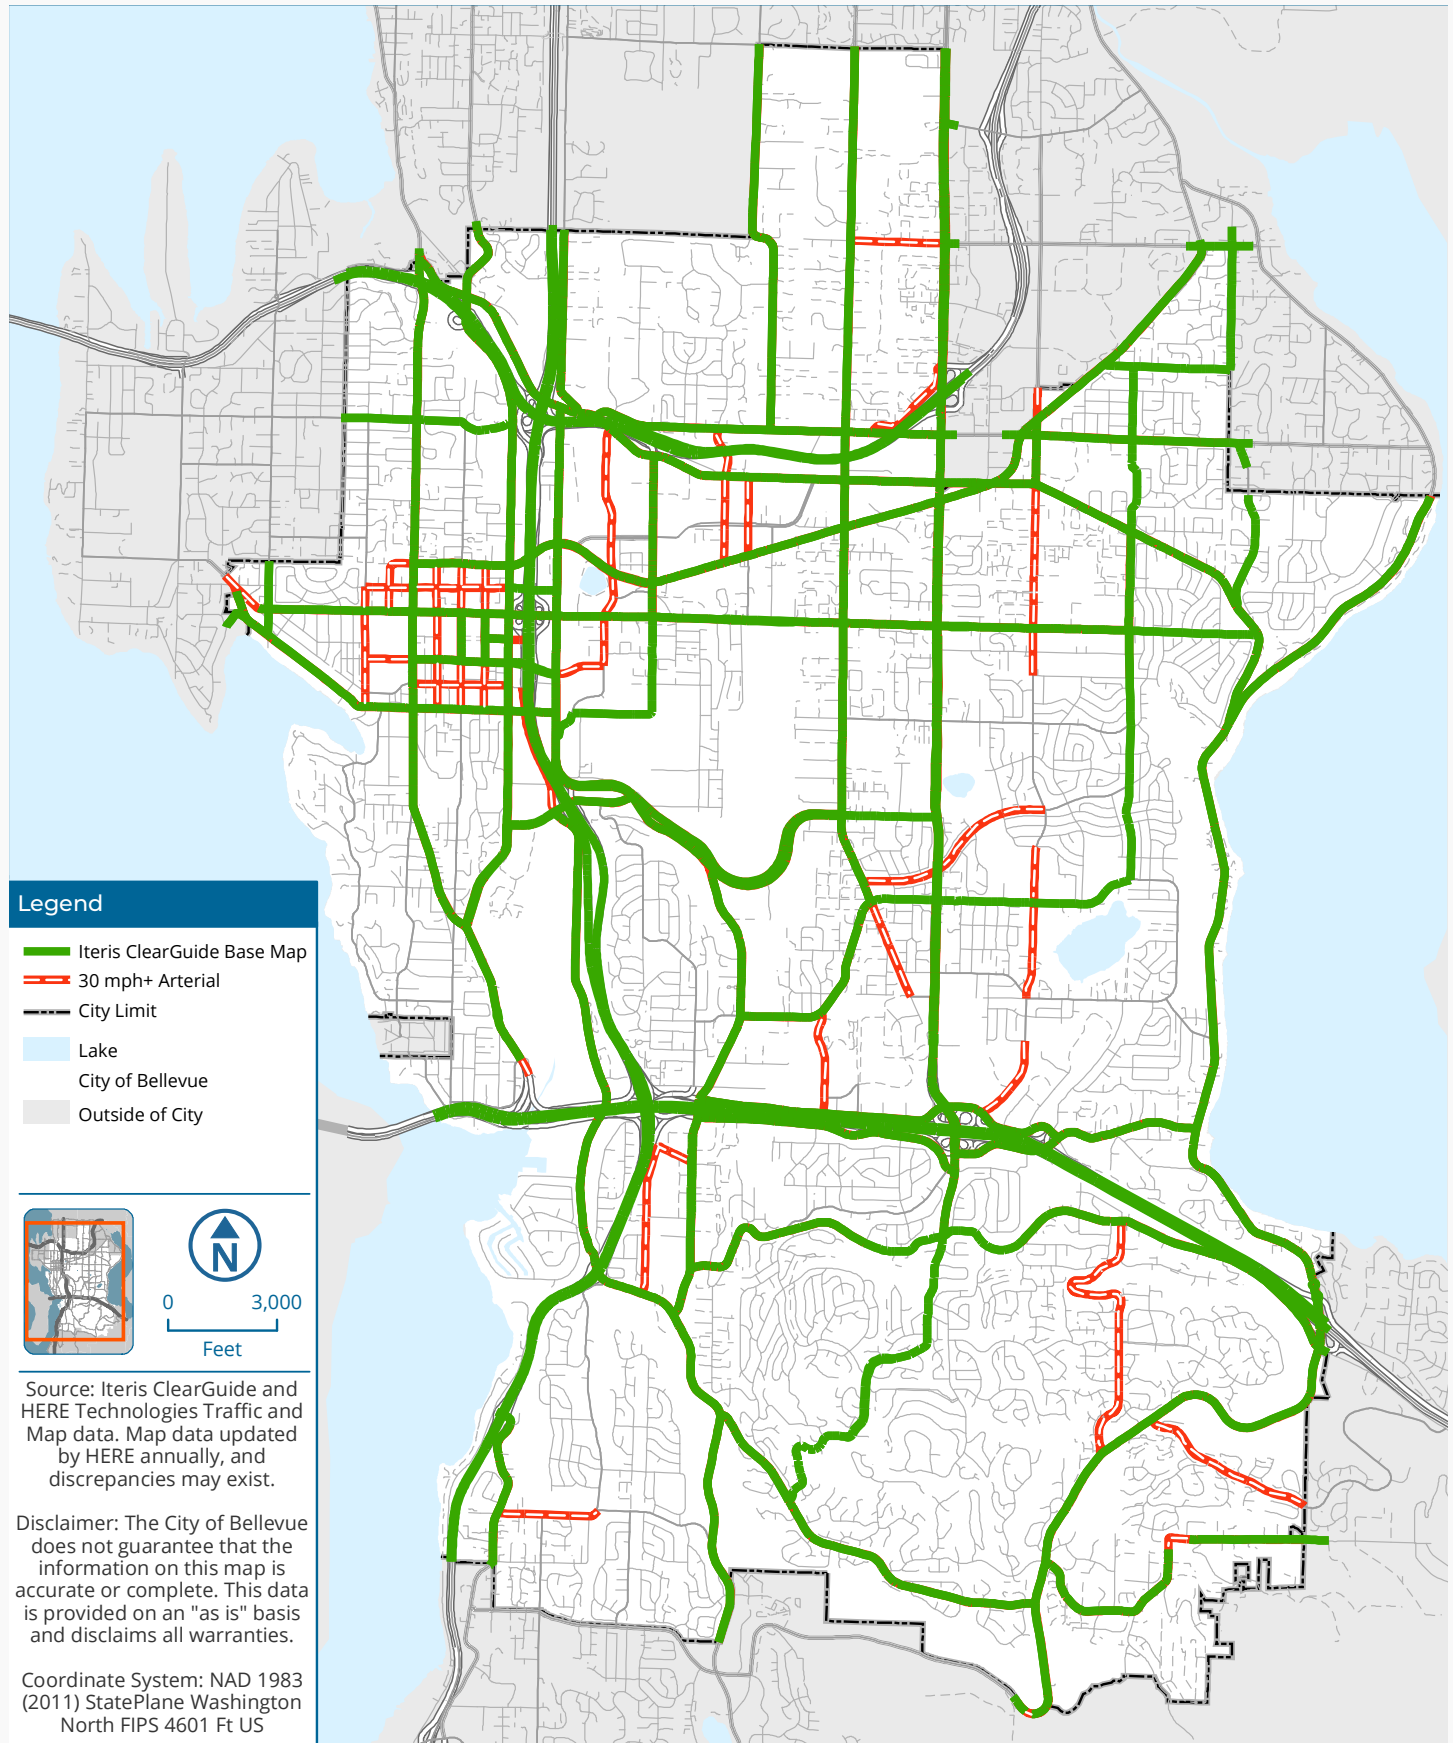 Legend
Iteris ClearGuide Base Map
30 mph+ Arterial
City Limit
Lake
City of Bellevue
Outside of City
N
0 3,000
Feet
Source: Iteris ClearGuide and
HERE Technologies Traffic and
Map data. Map data updated
by HERE annually, and
discrepancies may exist.
Disclaimer: The City of Bellevue
does not guarantee that the
information on this map is
accurate or complete. This data
is provided on an "as is" basis
and disclaims all warranties.
Coordinate System: NAD 1983
(2011) StatePlane Washington
North FIPS 4601 Ft US